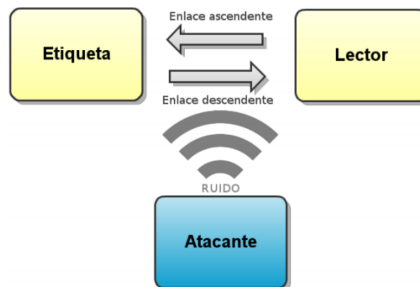 Enlace ascendente
Etiqueta
Lector
Enlace descendente
RUIDO
Atacante